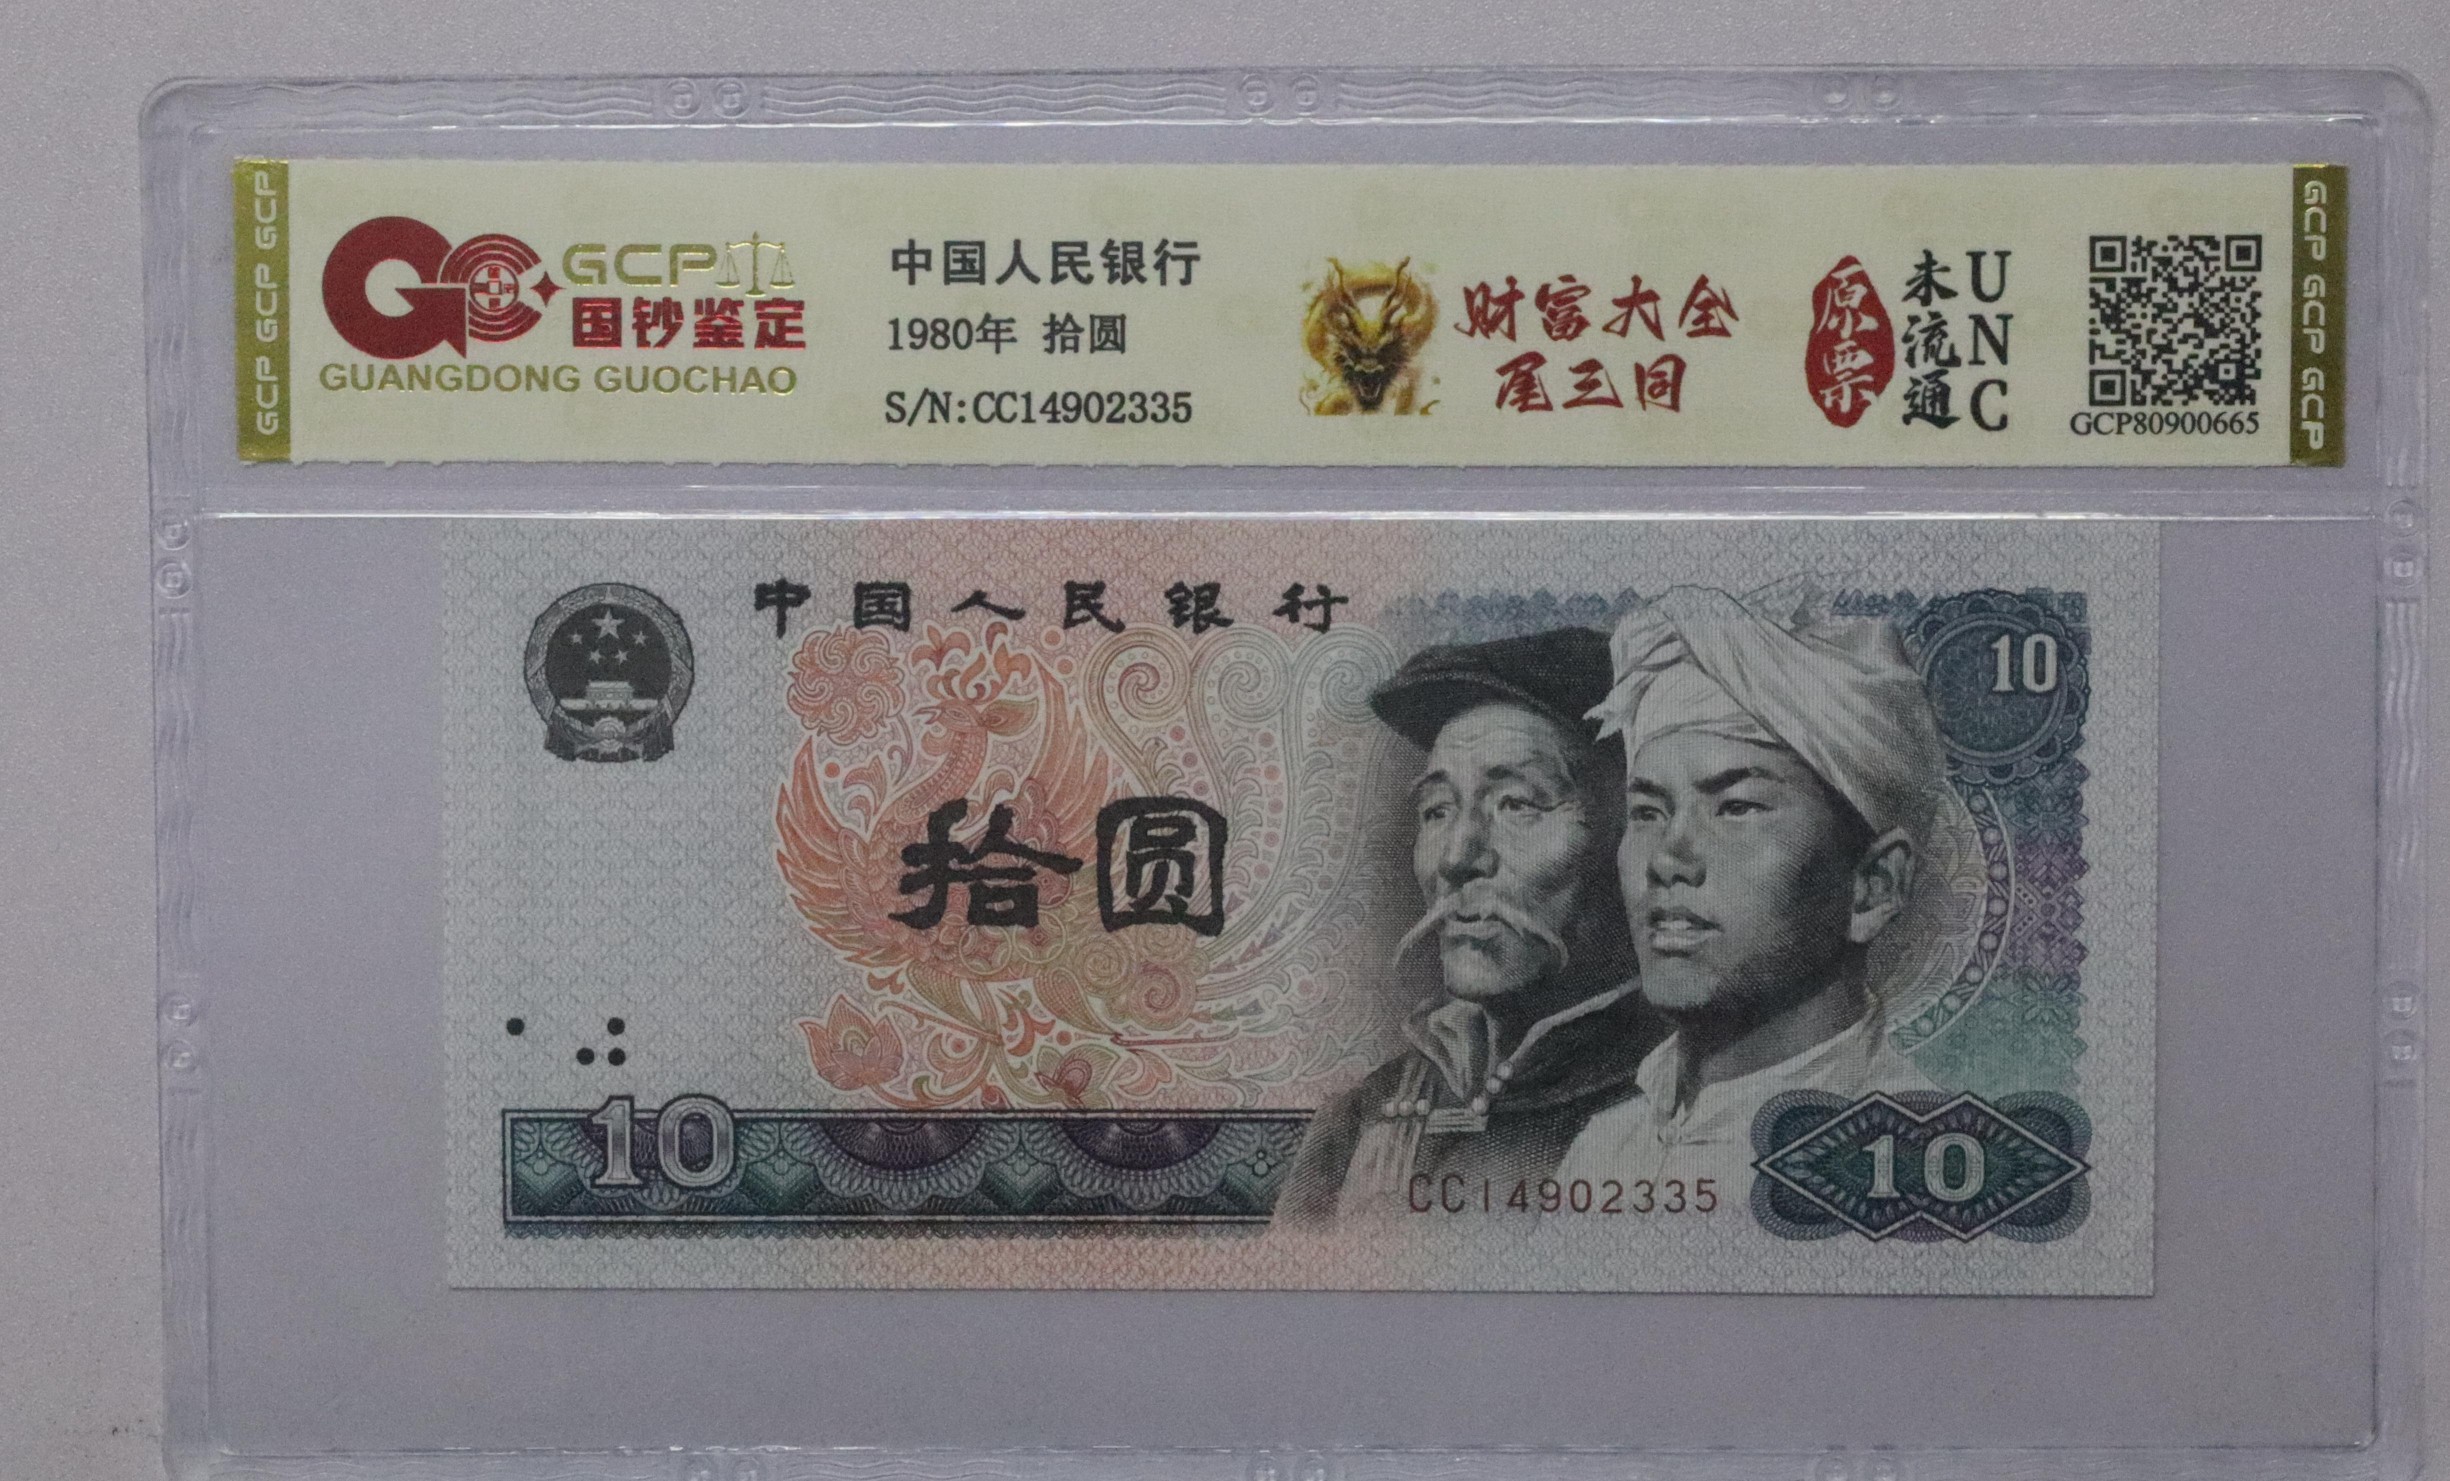 GCP GCP GCP
GCP
国钞鉴定
GUANGDONG GUOCHAO
中国人民银行
1980年 拾圆
S/N:CC14902335
财富大全
尾三同
原票
未流通
UNC
GCP80900665
GCP GCP GCP
中国人民银行
10
拾圆
10
CC14902335
10